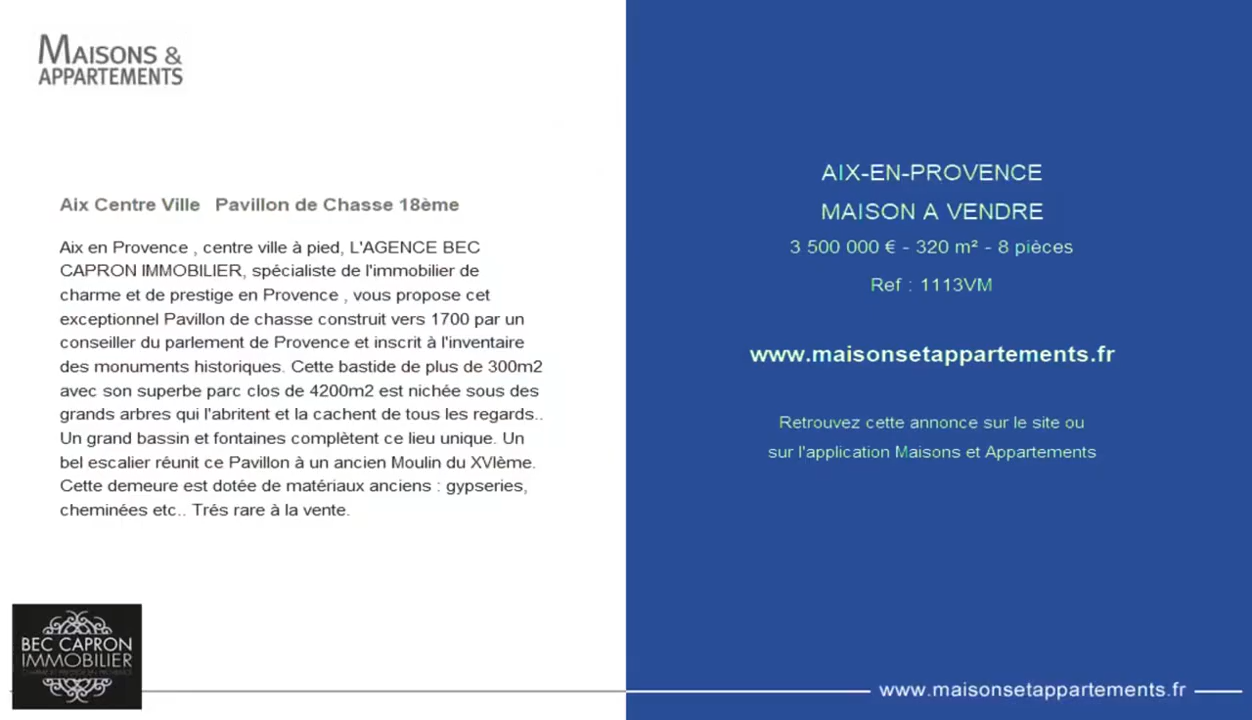 MAISONS &
APPARTEMENTS
Aix Centre Ville Pavillon de Chasse 18ème
Aix en Provence , centre ville à pied, L'AGENCE BEC
CAPRON IMMOBILIER, spécialiste de l'immobilier de
charme et de prestige en Provence , vous propose cet
exceptionnel Pavillon de chasse construit vers 1700 par un
conseiller du parlement de Provence et inscrit à l'inventaire
des monuments historiques. Cette bastide de plus de 300m2
avec son superbe parc clos de 4200m2 est nichée sous des
grands arbres qui l'abritent et la cachent de tous les regards..
Un grand bassin et fontaines complètent ce lieu unique. Un
bel escalier réunit ce Pavillon à un ancien Moulin du XVIème.
Cette demeure est dotée de matériaux anciens : gypseries,
cheminées etc.. Trés rare à la vente.
BEC CAPRON
IMMOBILIER
AIX-EN-PROVENCE
MAISON A VENDRE
3 500 000 € - 320 m² - 8 pièces
Ref : 1113VM
www.maisonsetappartements.fr
Retrouvez cette annonce sur le site ou
sur l'application Maisons et Appartements
www.maisonsetappartements.fr